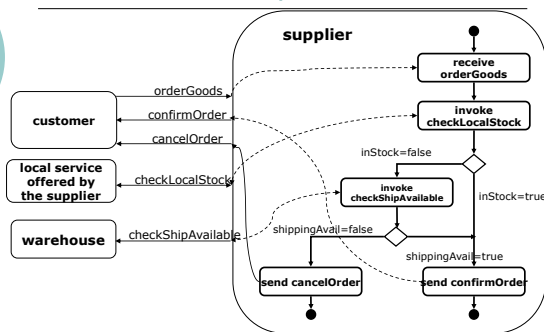 supplier
receive
orderGoods
orderGoods
confirmOrder
customer
cancelOrder
invoke
checkLocalStock
inStock=false
local service
offered by
the supplier
checkLocalStock
invoke
checkShipAvailable
inStock=true
warehouse
checkShipAvailable
shippingAvail=false
shippingAvail=true
send cancelOrder
send confirmOrder